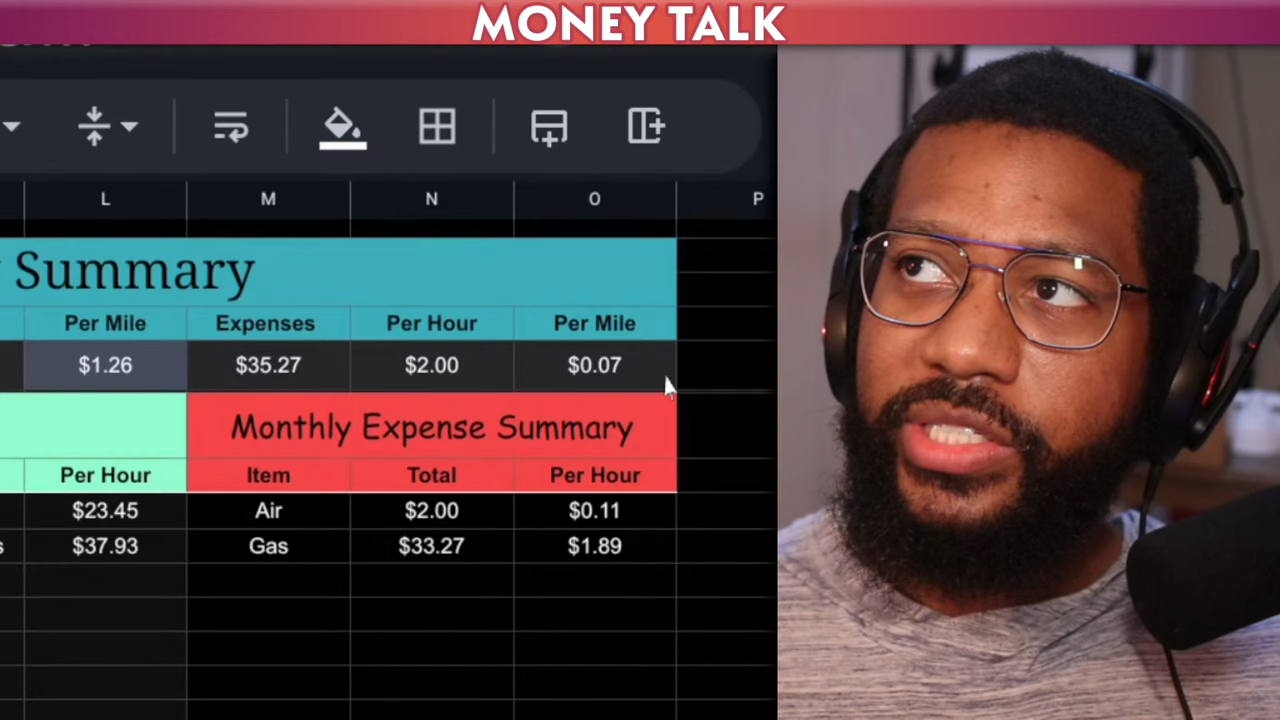 MONEY TALK
L M N O P
Summary
Per Mile Expenses Per Hour Per Mile
$1.26 $35.27 $2.00 $0.07
Monthly Expense Summary
Per Hour Item Total Per Hour
$23.45 Air $2.00 $0.11
s $37.93 Gas $33.27 $1.89